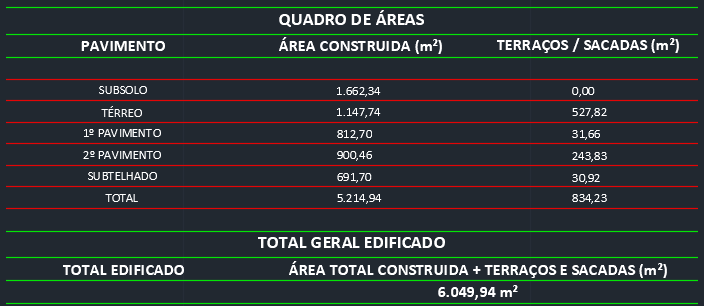 QUADRO DE ÁREAS
PAVIMENTO ÁREA CONSTRUIDA (m²) TERRAÇOS / SACADAS (m²)
SUBSOLO 1.662,34 0,00
TÉRREO 1.147,74 527,82
1º PAVIMENTO 812,70 31,66
2º PAVIMENTO 900,46 243,83
SUBTELHADO 691,70 30,92
TOTAL 5.214,94 834,23
TOTAL GERAL EDIFICADO
TOTAL EDIFICADO ÁREA TOTAL CONSTRUIDA + TERRAÇOS E SACADAS (m²)
6.049,94 m²